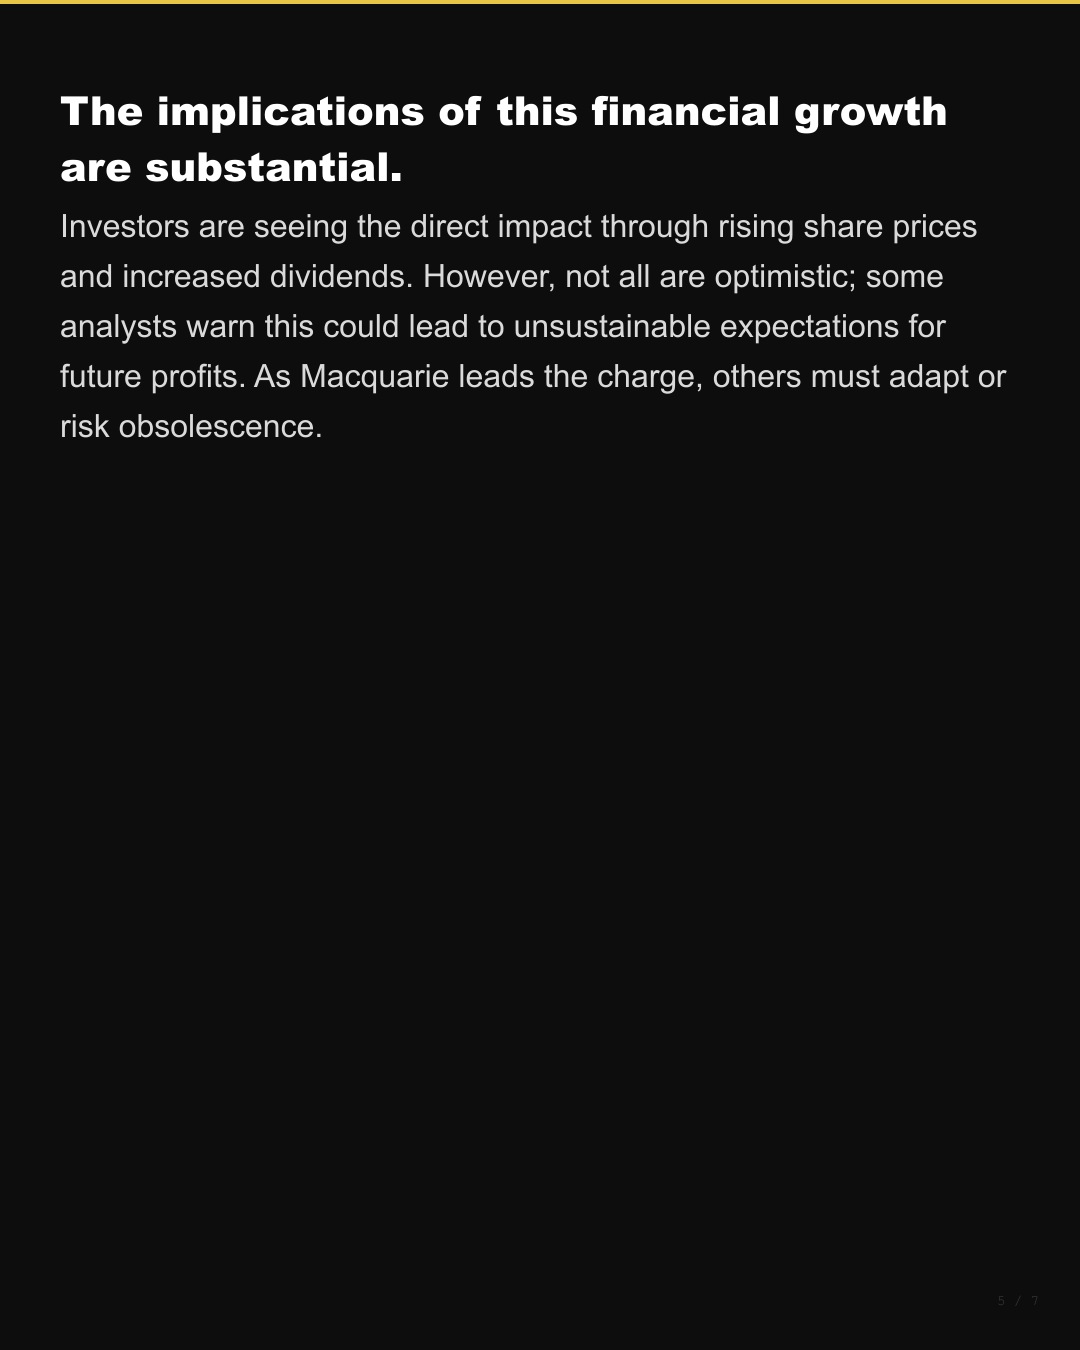 The implications of this financial growth
are substantial.
Investors are seeing the direct impact through rising share prices
and increased dividends. However, not all are optimistic; some
analysts warn this could lead to unsustainable expectations for
future profits. As Macquarie leads the charge, others must adapt or
risk obsolescence.
5 / 7